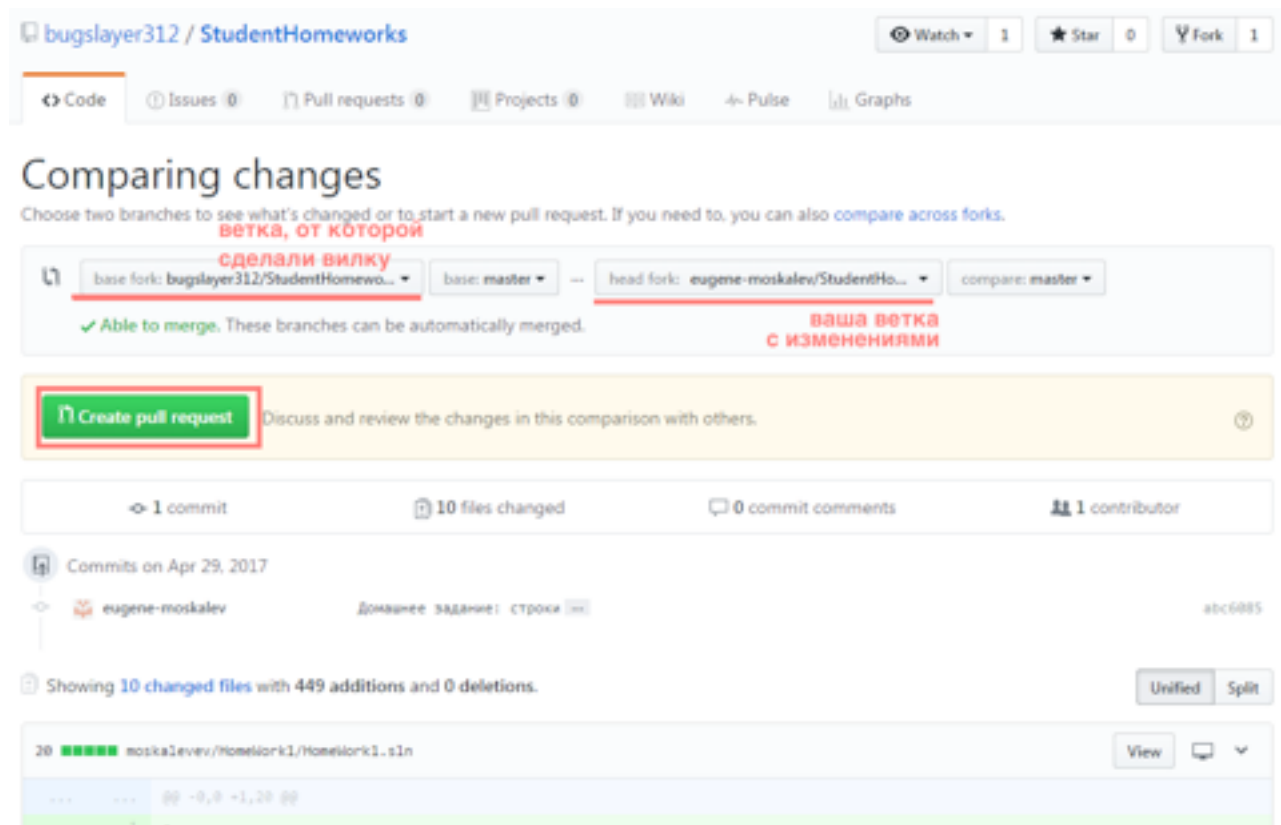 bugslayer312 / StudentHomeworks Watch 1 Star 0 Fork 1
Code Issues 0 Pull requests 0 Projects 0 Wiki Pulse Graphs
Comparing changes
Choose two branches to see what's changed or to start a new pull request. If you need to, you can also compare across forks.
ветка, от которой
сделали вилку
base fork: bugslayer312/StudentHomewo... base: master ... head fork: eugene-moskalev/StudentHo... compare: master
Able to merge. These branches can be automatically merged.
ваша ветка
с изменениями
Create pull request Discuss and review the changes in this comparison with others.
1 commit 10 files changed 0 commit comments 1 contributor
Commits on Apr 29, 2017
eugene-moskalev Домашнее задание: строки ... abc6085
Showing 10 changed files with 449 additions and 0 deletions. Unified Split
20 moskalevev/HomeWork1/HomeWork1.sln View
... ... @@ -0,0 +1,20 @@